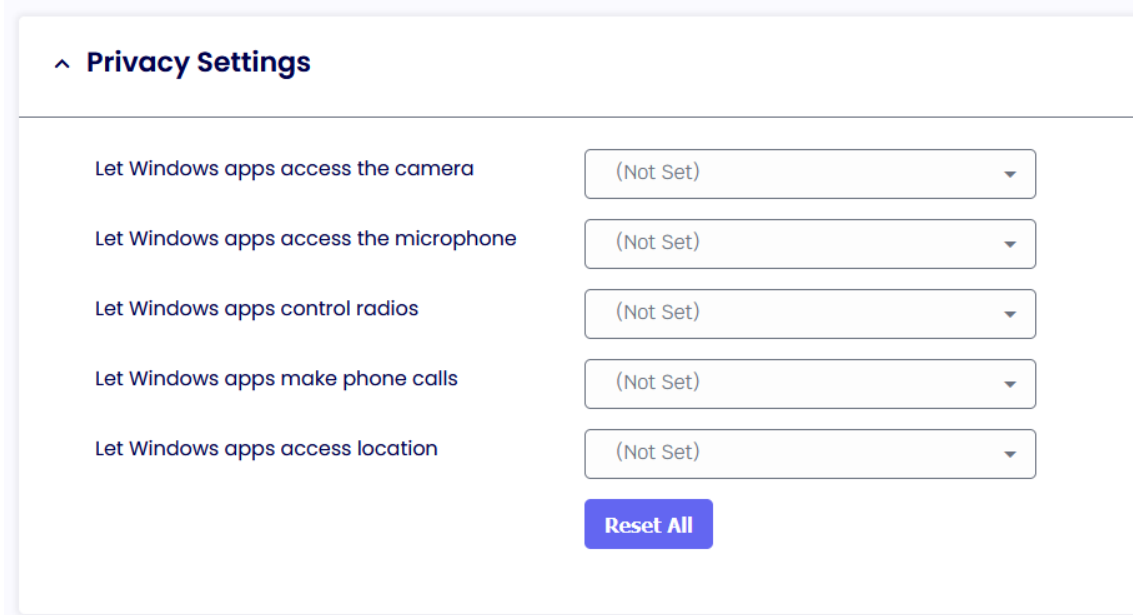 Privacy Settings
Let Windows apps access the camera
(Not Set)
Let Windows apps access the microphone
(Not Set)
Let Windows apps control radios
(Not Set)
Let Windows apps make phone calls
(Not Set)
Let Windows apps access location
(Not Set)
Reset All